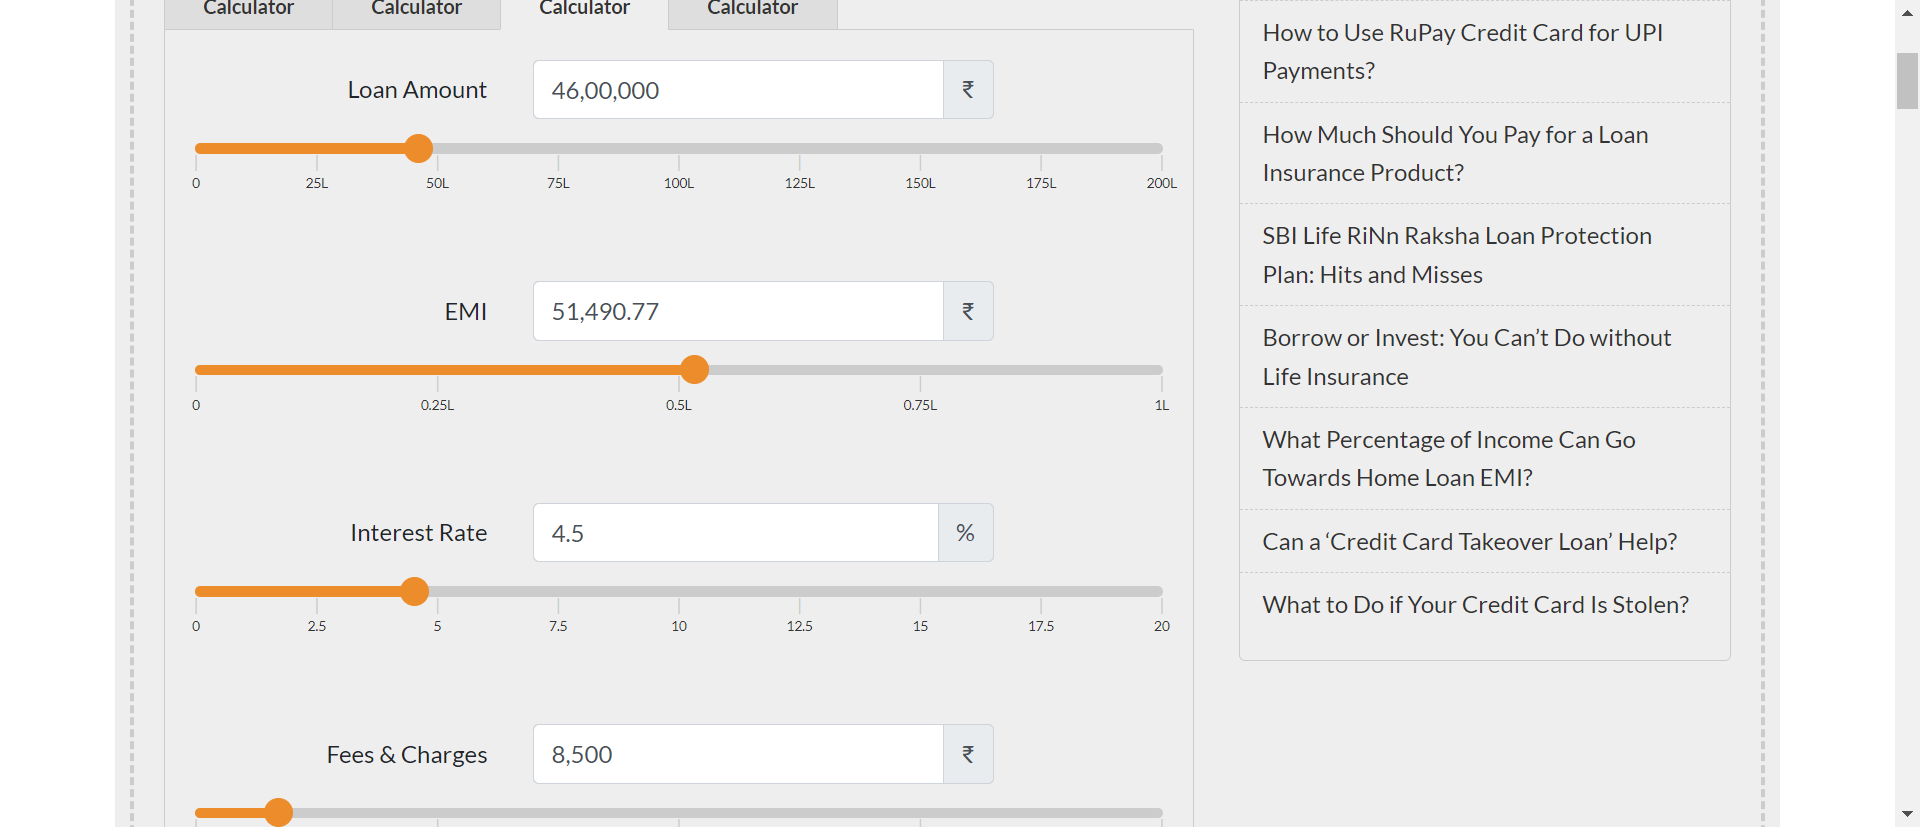 Calculator
Calculator
Calculator
Calculator
Loan Amount
46,00,000
₹
0
25L
50L
75L
100L
125L
150L
175L
200L
EMI
51,490.77
₹
0
0.25L
0.5L
0.75L
1L
Interest Rate
4.5
%
0
2.5
5
7.5
10
12.5
15
17.5
20
Fees & Charges
8,500
₹
How to Use RuPay Credit Card for UPI
Payments?
How Much Should You Pay for a Loan
Insurance Product?
SBI Life RiNn Raksha Loan Protection
Plan: Hits and Misses
Borrow or Invest: You Can’t Do without
Life Insurance
What Percentage of Income Can Go
Towards Home Loan EMI?
Can a ‘Credit Card Takeover Loan’ Help?
What to Do if Your Credit Card Is Stolen?